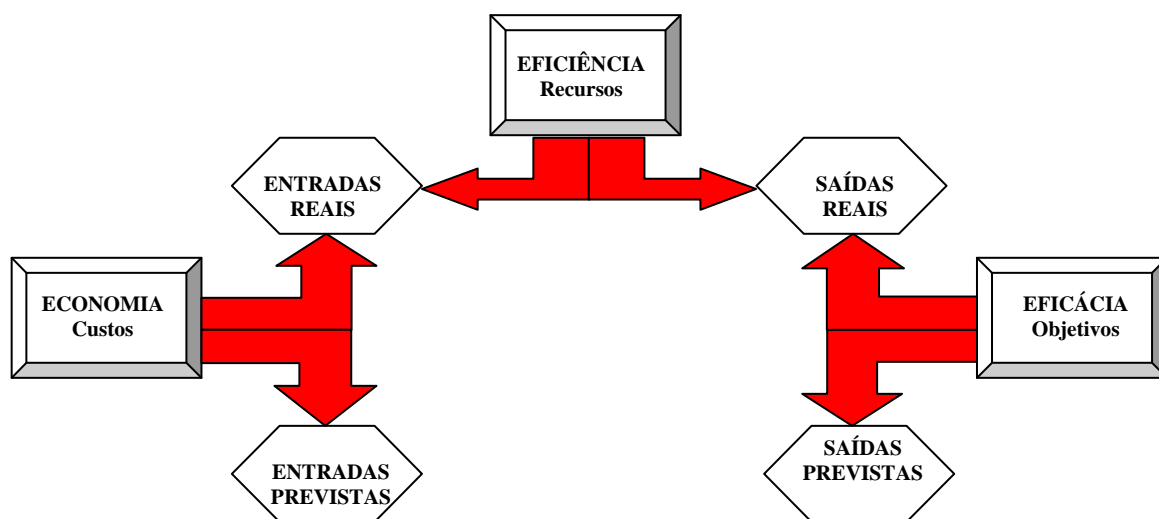 EFICIÊNCIA
Recursos
ENTRADAS
REAIS
SAÍDAS
REAIS
ECONOMIA
Custos
EFICÁCIA
Objetivos
ENTRADAS
PREVISTAS
SAÍDAS
PREVISTAS